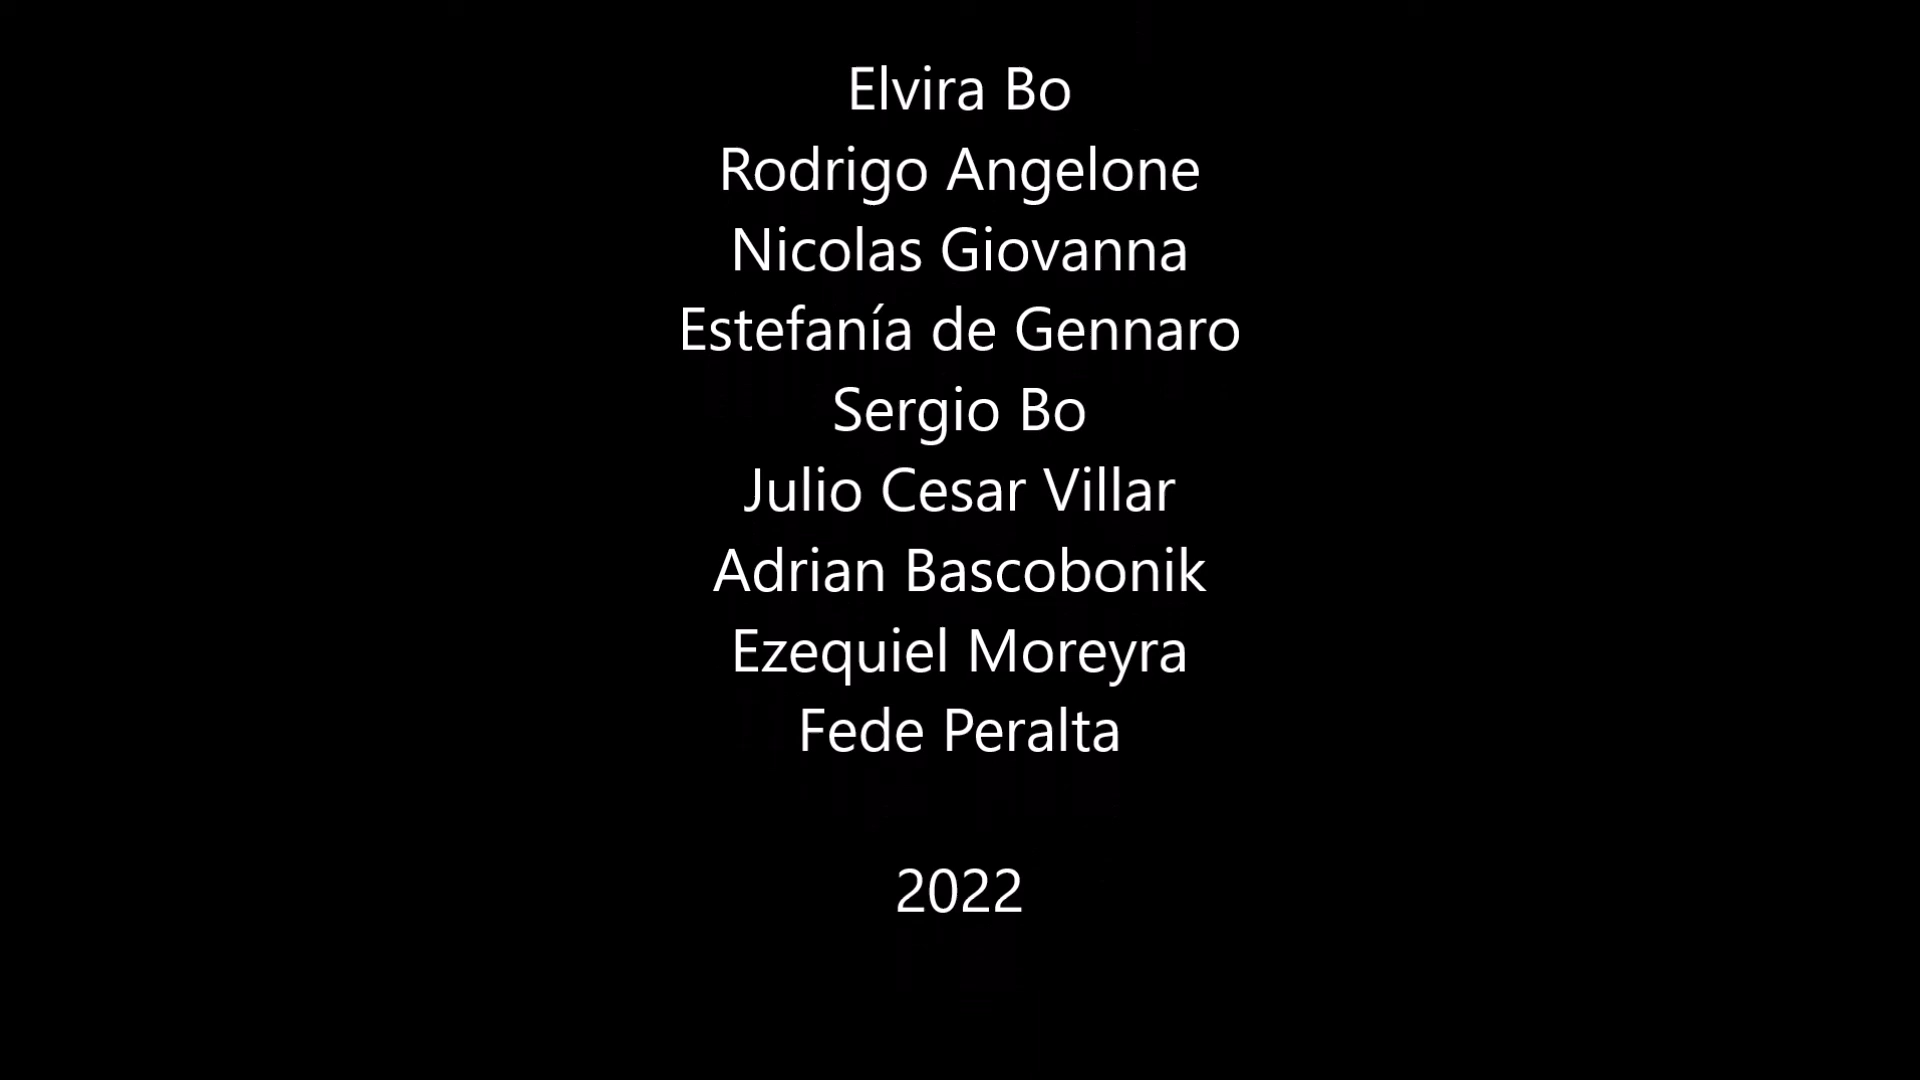 Elvira Bo
Rodrigo Angelone
Nicolas Giovanna
Estefanía de Gennaro
Sergio Bo
Julio Cesar Villar
Adrian Bascobonik
Ezequiel Moreyra
Fede Peralta
2022